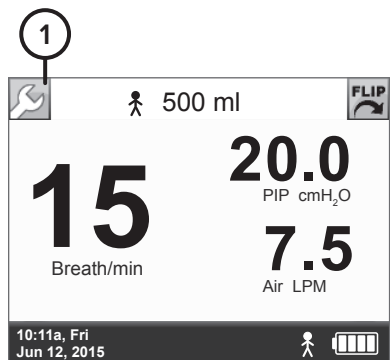 1
500 ml
FLIP
15
Breath/min
20.0
PIP cmH₂O
7.5
Air LPM
10:11a, Fri
Jun 12, 2015